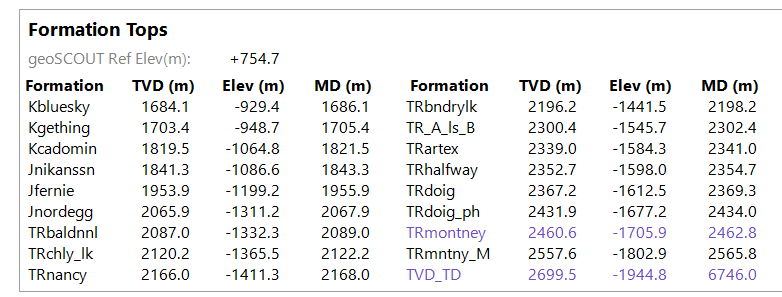 Formation Tops
geoSCOUT Ref Elev(m): +754.7
Formation TVD (m) Elev (m) MD (m) Formation TVD (m) Elev (m) MD (m)
Kbluesky 1684.1 -929.4 1686.1 TRbndrylk 2196.2 -1441.5 2198.2
Kgething 1703.4 -948.7 1705.4 TR_A_ls_B 2300.4 -1545.7 2302.4
Kcadomin 1819.5 -1064.8 1821.5 TRartex 2339.0 -1584.3 2341.0
Jnikanssn 1841.3 -1086.6 1843.3 TRhalfway 2352.7 -1598.0 2354.7
Jfernie 1953.9 -1199.2 1955.9 TRdoig 2367.2 -1612.5 2369.3
Jnordegg 2065.9 -1311.2 2067.9 TRdoig_ph 2431.9 -1677.2 2434.0
TRbaldnnl 2087.0 -1332.3 2089.0 TRmontney 2460.6 -1705.9 2462.8
TRchly_lk 2120.2 -1365.5 2122.2 TRmntny_M 2557.6 -1802.9 2565.8
TRnancy 2166.0 -1411.3 2168.0 TVD_TD 2699.5 -1944.8 6746.0